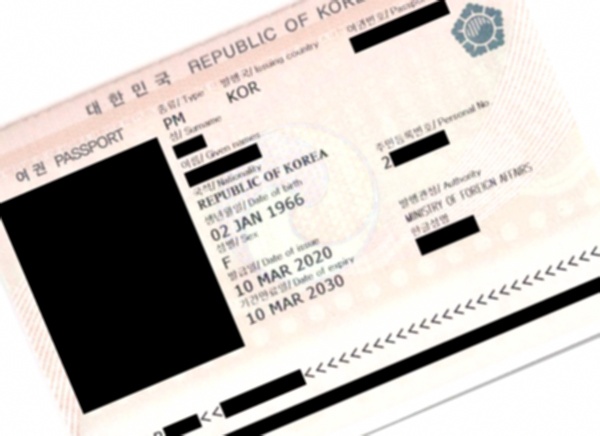 대한민국 REPUBLIC OF KOREA
여권 PASSPORT
종류/ Type 발행국/ Issuing country 여권번호/ Passport
PM KOR
성/ Surname
이름/ Given names
국적/ Nationality
REPUBLIC OF KOREA
생년월일/ Date of birth 주민등록번호/ Personal No.
02 JAN 1966 2
성별/ Sex 발행관청/ Authority
F MINISTRY OF FOREIGN AFFAIRS
발급일/ Date of issue 한글성명
10 MAR 2020
기간만료일/ Date of expiry
10 MAR 2030